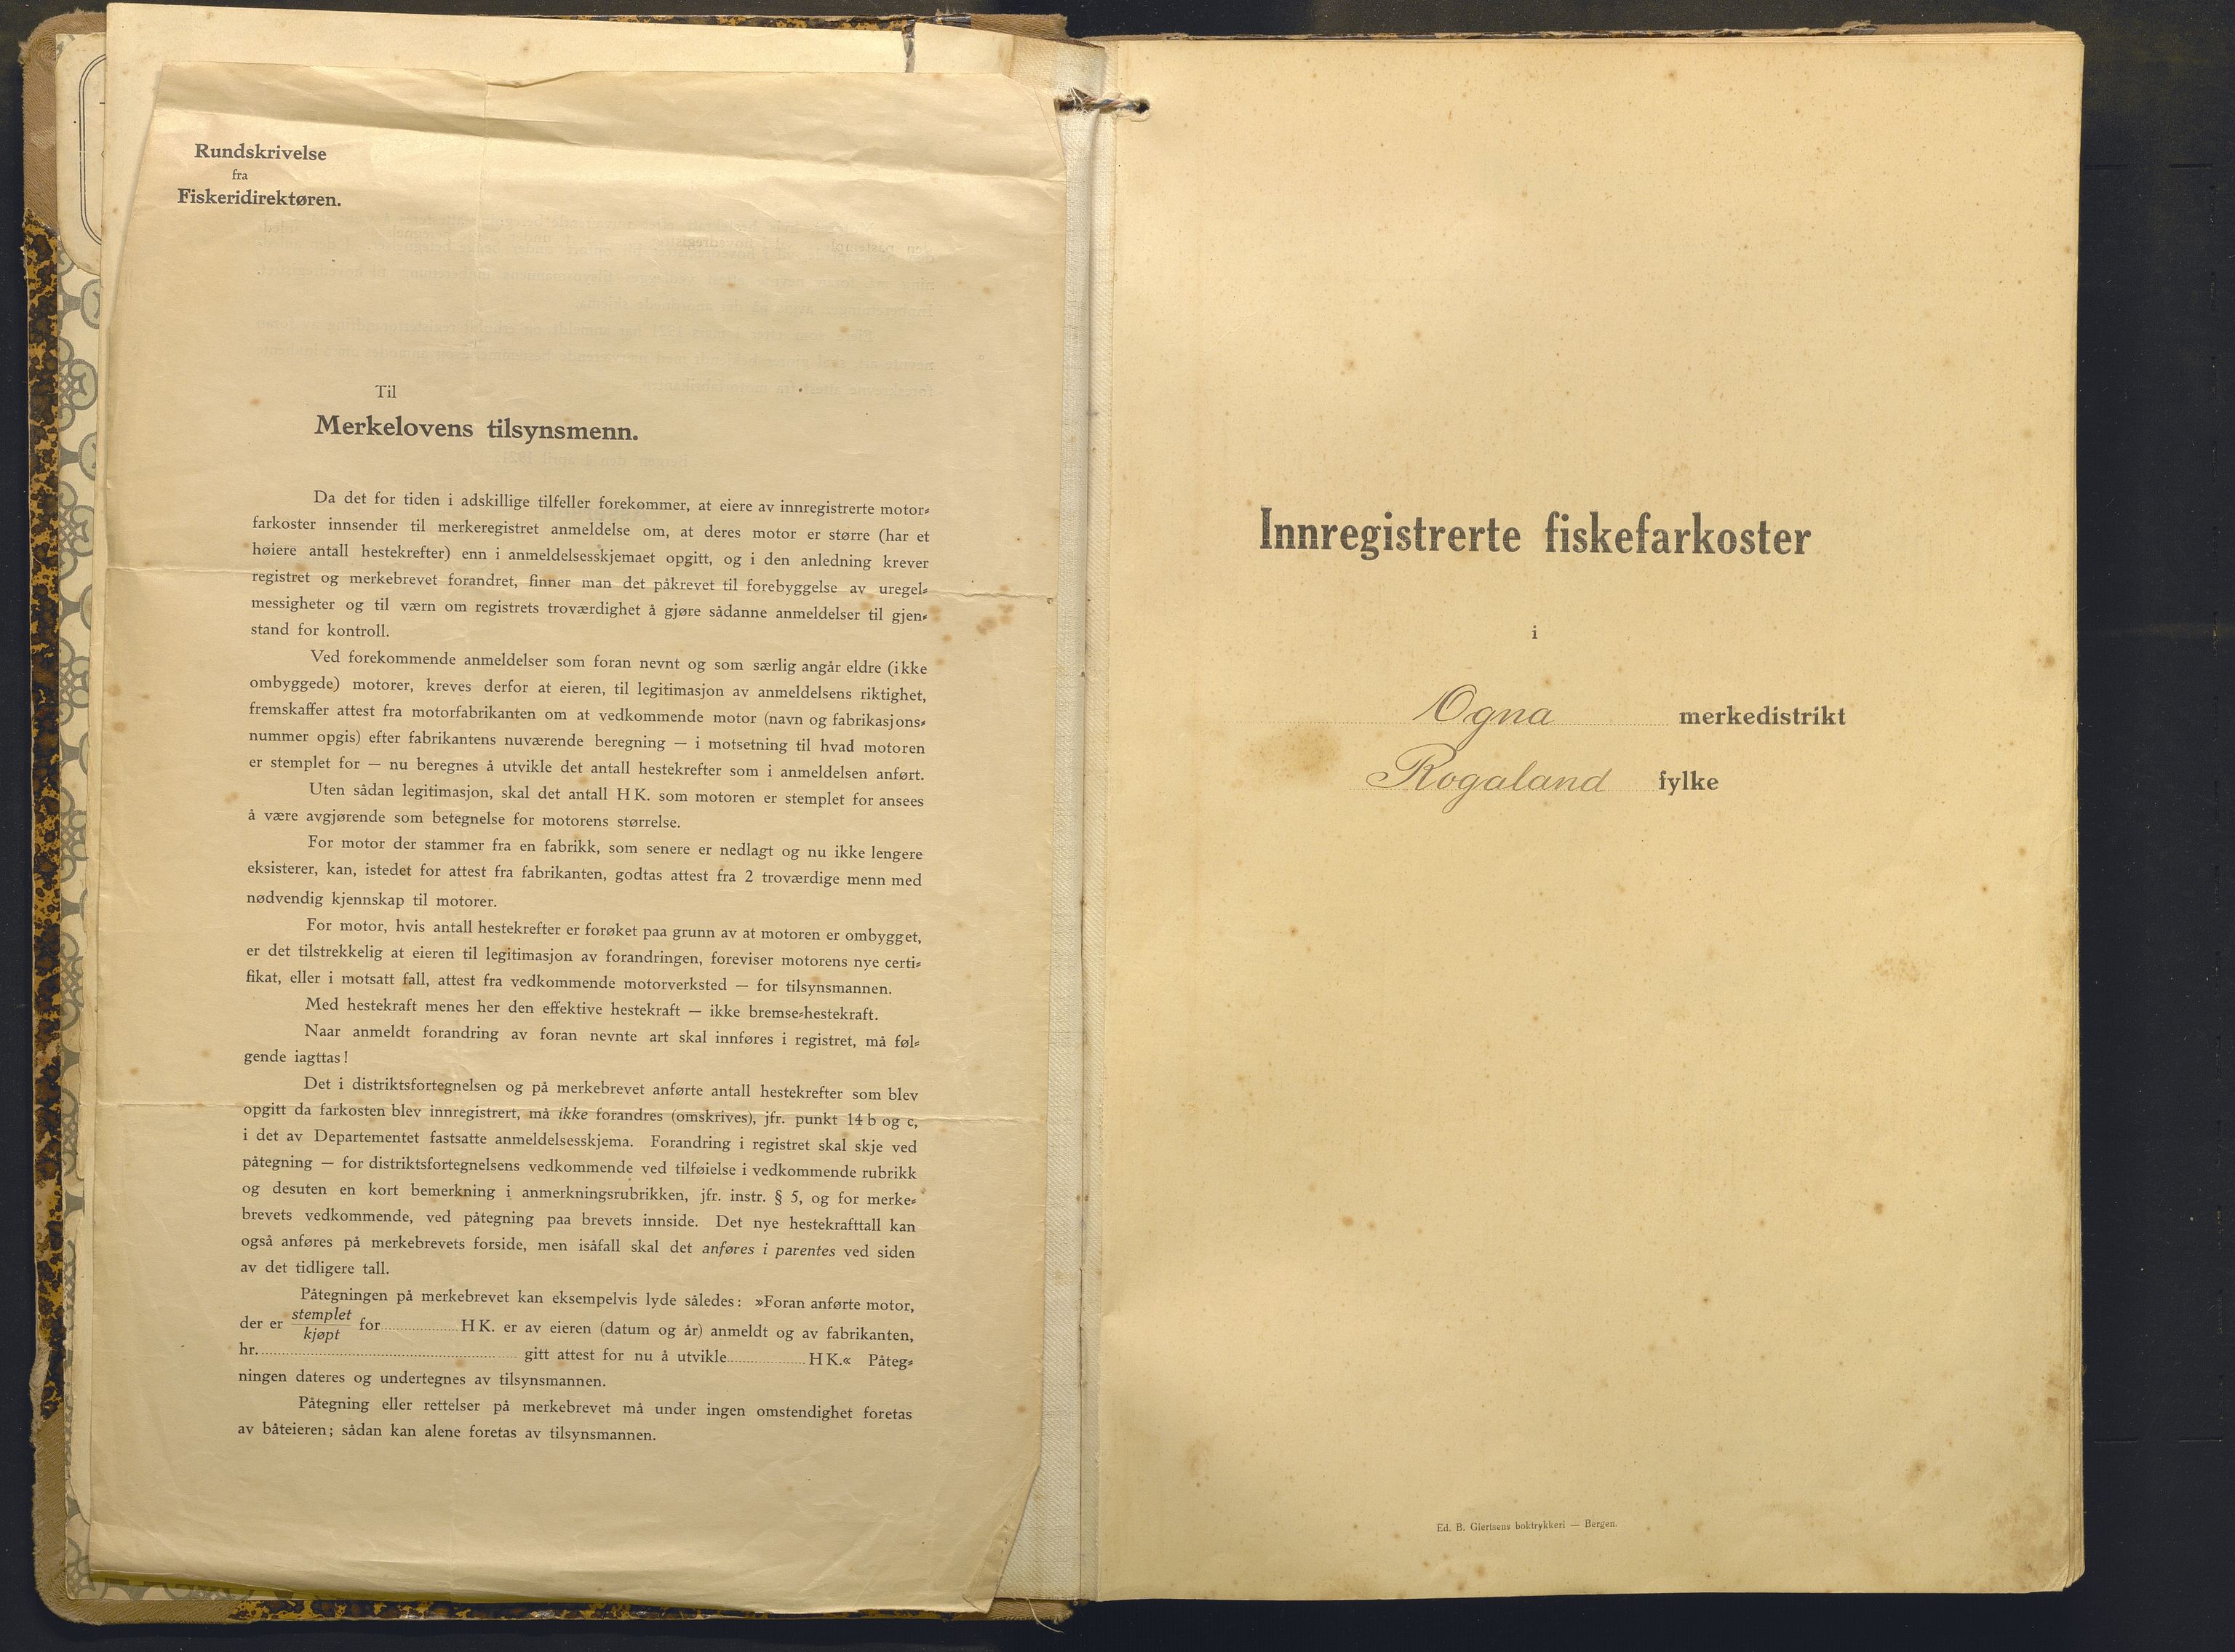 Rundskrivelse
fra
Fiskeridirektøren.
Til
Merkelovens tilsynsmenn.
Da det for tiden i adskillige tilfeller forekommer, at eiere av innregistrerte motor-
farkoster innsender til merkeregistret anmeldelse om, at deres motor er større (har et
høiere antall hestekrefter) enn i anmeldelsesskjemaet opgitt, og i den anledning krever
registret og merkebrevet forandret, finner man det påkrevet til forebyggelse av uregel-
messigheter og til værn om registrets troværdighet å gjøre sådanne anmeldelser til gjen-
stand for kontroll.
Ved forekommende anmeldelser som foran nevnt og som særlig angår eldre (ikke
ombyggede) motorer, kreves derfor at eieren, til legitimasjon av anmeldelsens riktighet,
fremskaffer attest fra motorfabrikanten om at vedkommende motor (navn og fabrikasjons-
nummer opgis) efter fabrikantens nuværende beregning — i motsetning til hvad motoren
er stemplet for — nu beregnes å utvikle det antall hestekrefter som i anmeldelsen anført.
Uten sådan legitimasjon, skal det antall HK. som motoren er stemplet for ansees
å være avgjørende som betegnelse for motorens størrelse.
For motor der stammer fra en fabrikk, som senere er nedlagt og nu ikke lengere
eksisterer, kan, istedet for attest fra fabrikanten, godtas attest fra 2 troværdige menn med
nødvendig kjennskap til motorer.
For motor, hvis antall hestekrefter er forøket paa grunn av at motoren er ombygget,
er det tilstrekkelig at eieren til legitimasjon av forandringen, foreviser motorens nye certi-
fikat, eller i motsatt fall, attest fra vedkommende motorverksted — for tilsynsmannen.
Med hestekraft menes her den effektive hestekraft — ikke bremse-hestekraft.
Naar anmeldt forandring av foran nevnte art skal innføres i registret, må føl-
gende iagttas!
Det i distriktsfortegnelsen og på merkebrevet anførte antall hestekrefter som blev
opgitt da farkosten blev innregistrert, må ikke forandres (omskrives), jfr. punkt 14 b og c,
i det av Departementet fastsatte anmeldelsesskjema. Forandring i registret skal skje ved
påtegning — for distriktsfortegnelsens vedkommende ved tilføielse i vedkommende rubrikk
og desuten en kort bemerkning i anmerkningsrubrikken, jfr. instr. § 5, og for merke-
brevets vedkommende, ved påtegning paa brevets innside. Det nye hestekrafttall kan
også anføres på merkebrevets forside, men isåfall skal det anføres i parentes ved siden
av det tidligere tall.
Påtegningen på merkebrevet kan eksempelvis lyde således: »Foran anførte motor,
der er stemplet/kjøpt for.................HK. er av eieren (datum og år) anmeldt og av fabrikanten,
hr................................................ gitt attest for nu å utvikle.................HK.« Påteg-
ningen dateres og undertegnes av tilsynsmannen.
Påtegning eller rettelser på merkebrevet må under ingen omstendighet foretas
av båteieren; sådan kan alene foretas av tilsynsmannen.
Innregistrerte fiskefarkoster
i
Ogna merkedistrikt
Rogaland fylke
Ed. B. Giertsens boktrykkeri — Bergen.